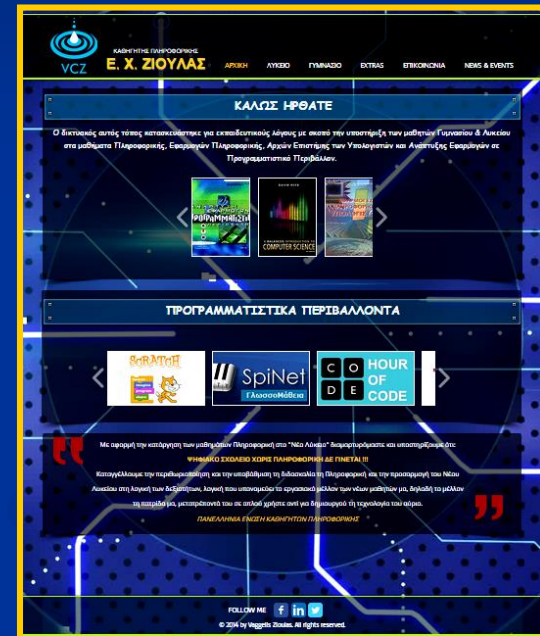 VCZ
ΚΑΘΗΓΗΤΗΣ ΠΛΗΡΟΦΟΡΙΚΗΣ
Ε. Χ. ΖΙΟΥΛΑΣ
ΑΡΧΙΚΗ ΛΥΚΕΙΟ ΓΥΜΝΑΣΙΟ EXTRAS ΕΠΙΚΟΙΝΩΝΙΑ NEWS & EVENTS
ΚΑΛΩΣ ΗΡΘΑΤΕ
Ο δικτυακός αυτός τόπος κατασκευάστηκε για εκπαιδευτικούς λόγους με σκοπό την υποστήριξη των μαθητών Γυμνασίου & Λυκείου
στα μαθήματα Πληροφορικής, Εφαρμογών Πληροφορικής, Αρχών Επιστήμης των Υπολογιστών και Ανάπτυξης Εφαρμογών σε
Προγραμματιστικό Περιβάλλον.
COMPUTER SCIENCE
ΠΡΟΓΡΑΜΜΑΤΙΣΤΙΚΑ ΠΕΡΙΒΑΛΛΟΝΤΑ
SCRATCH
SpiNet
ΓλωσσοΜάθεια
CODE
HOUR
OF
CODE
Με αφορμή την κατάργηση των μαθημάτων Πληροφορική στο "Νέο Λύκειο" διαμαρτυρόμαστε και υποστηρίζουμε ότι:
ΨΗΦΙΑΚΟ ΣΧΟΛΕΙΟ ΧΩΡΙΣ ΠΛΗΡΟΦΟΡΙΚΗ ΔΕ ΓΙΝΕΤΑΙ !!!
Καταγγέλλουμε την περιθωριοποίηση και την υποβάθμιση τη διδασκαλία τη Πληροφορική και την προσαρμογή του Νέου
Λυκείου στη λογική των δεξιοτήτων, λογική που υπονομεύει το εργασιακό μέλλον των νέων μαθητών μα, δηλαδή το μέλλον
τη πατρίδα μα, μετατρέποντά του σε απλού χρήστε αντί για δημιουργού τη τεχνολογία του αύριο.
ΠΑΝΕΛΛΗΝΙΑ ΕΝΩΣΗ ΚΑΘΗΓΗΤΩΝ ΠΛΗΡΟΦΟΡΙΚΗΣ
FOLLOW ME
© 2014 by Vaggelis Zioulas. All rights reserved.